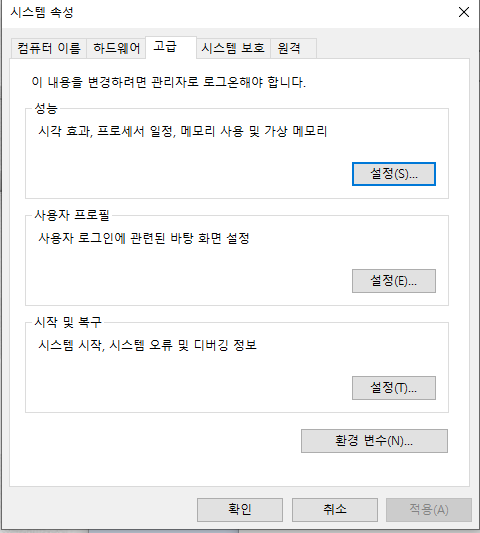 시스템 속성
컴퓨터 이름 하드웨어 고급 시스템 보호 원격
이 내용을 변경하려면 관리자로 로그온해야 합니다.
성능
시각 효과, 프로세서 일정, 메모리 사용 및 가상 메모리
설정(S)...
사용자 프로필
사용자 로그인에 관련된 바탕 화면 설정
설정(E)...
시작 및 복구
시스템 시작, 시스템 오류 및 디버깅 정보
설정(T)...
환경 변수(N)...
확인 취소 적용(A)